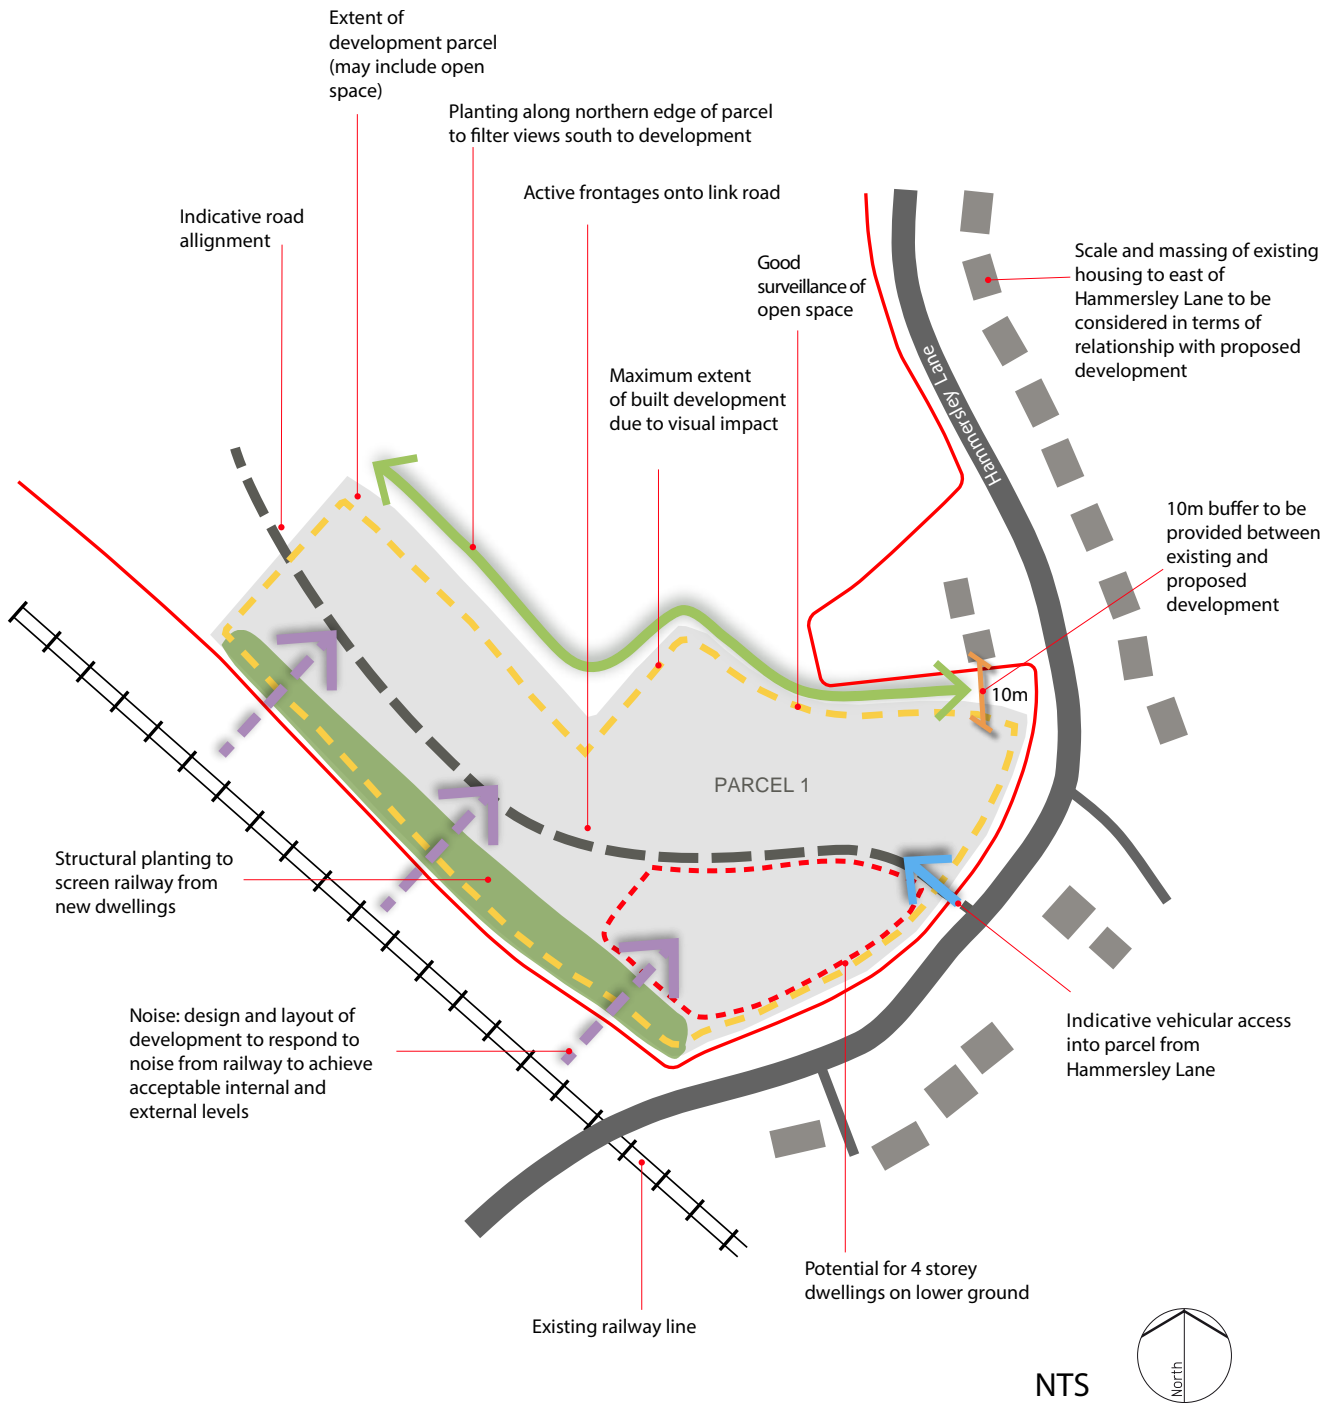 Extent of
development parcel
(may include open
space)
Planting along northern edge of parcel
to filter views south to development
Active frontages onto link road
Indicative road
allignment
Good
surveillance of
open space
Scale and massing of existing
housing to east of
Hammersley Lane to be
considered in terms of
relationship with proposed
development
Maximum extent
of built development
due to visual impact
Hammersley Lane
10m buffer to be
provided between
existing and
proposed
development
10m
PARCEL 1
Structural planting to
screen railway from
new dwellings
Noise: design and layout of
development to respond to
noise from railway to achieve
acceptable internal and
external levels
Indicative vehicular access
into parcel from
Hammersley Lane
Potential for 4 storey
dwellings on lower ground
Existing railway line
NTS
North